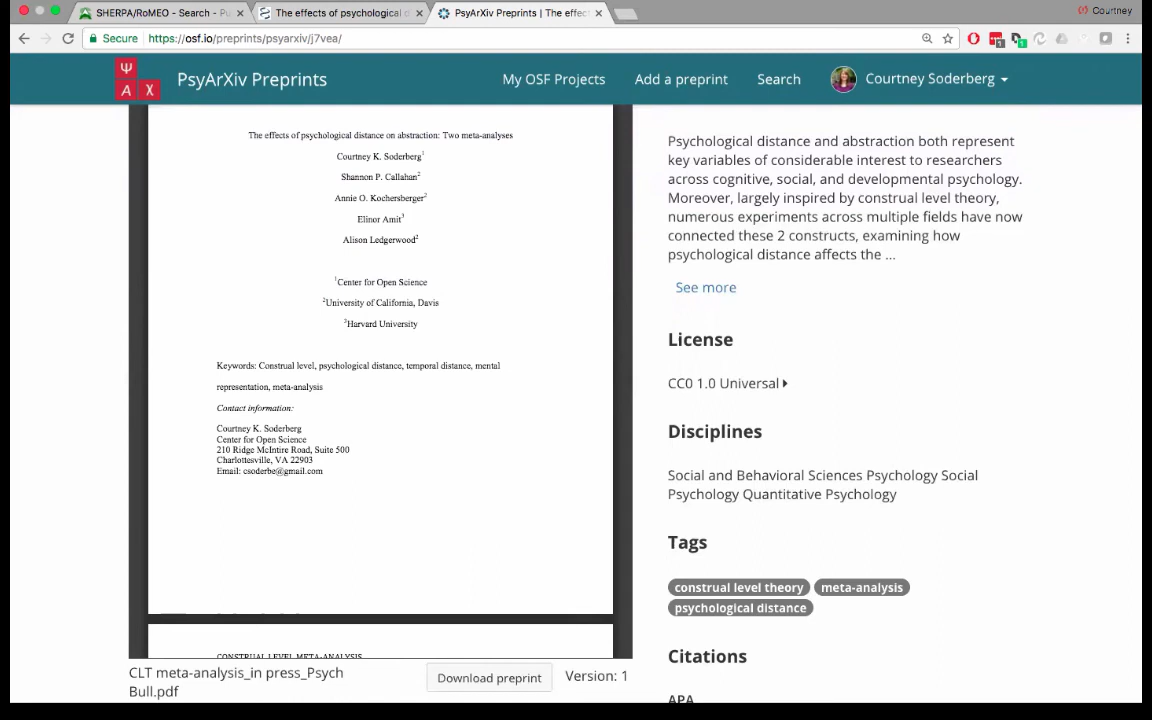 SHERPA/RoMEO - Search - Pu
The effects of psychological d
PsyArXiv Preprints | The effec
Courtney
Secure https://osf.io/preprints/psyarxiv/j7vea/
Ψ
A X
PsyArXiv Preprints
My OSF Projects
Add a preprint
Search
Courtney Soderberg
The effects of psychological distance on abstraction: Two meta-analyses
Courtney K. Soderberg1
Shannon P. Callahan2
Annie O. Kochersberger2
Elinor Amit3
Alison Ledgerwood2
1Center for Open Science
2University of California, Davis
3Harvard University
Keywords: Construal level, psychological distance, temporal distance, mental
representation, meta-analysis
Contact information:
Courtney K. Soderberg
Center for Open Science
210 Ridge McIntire Road, Suite 500
Charlottesville, VA 22903
Email: csoderbe@gmail.com
CONSTRUAL LEVEL META-ANALYSIS
CLT meta-analysis_in press_Psych
Bull.pdf
Download preprint
Version: 1
Psychological distance and abstraction both represent
key variables of considerable interest to researchers
across cognitive, social, and developmental psychology.
Moreover, largely inspired by construal level theory,
numerous experiments across multiple fields have now
connected these 2 constructs, examining how
psychological distance affects the ...
See more
License
CC0 1.0 Universal
Disciplines
Social and Behavioral Sciences Psychology Social
Psychology Quantitative Psychology
Tags
construal level theory
meta-analysis
psychological distance
Citations
APA